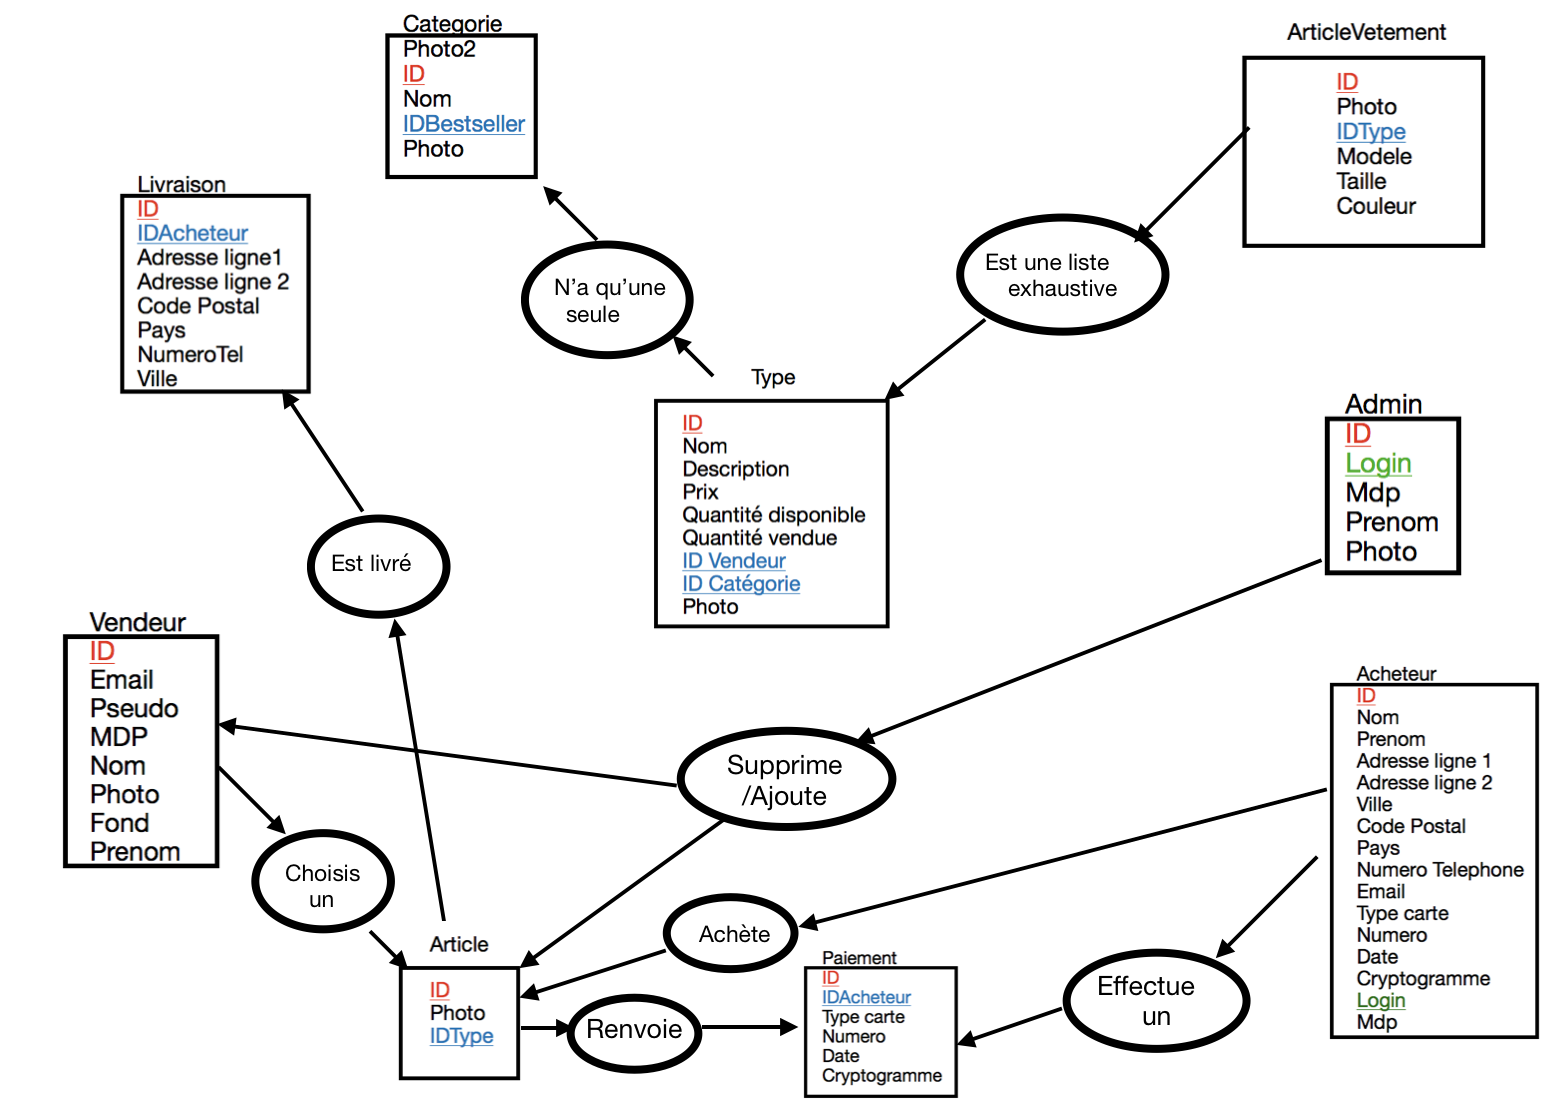 Categorie
Photo2
ID
Nom
IDBestseller
Photo
ArticleVetement
ID
Photo
IDType
Modele
Taille
Couleur
Livraison
ID
IDAcheteur
Adresse ligne1
Adresse ligne 2
Code Postal
Pays
NumeroTel
Ville
N'a qu'une
seule
Est une liste
exhaustive
Type
ID
Nom
Description
Prix
Quantité disponible
Quantité vendue
ID Vendeur
ID Catégorie
Photo
Admin
ID
Login
Mdp
Prenom
Photo
Est livré
Vendeur
ID
Email
Pseudo
MDP
Nom
Photo
Fond
Prenom
Supprime
/Ajoute
Acheteur
ID
Nom
Prenom
Adresse ligne 1
Adresse ligne 2
Ville
Code Postal
Pays
Numero Telephone
Email
Type carte
Numero
Date
Cryptogramme
Login
Mdp
Choisis
un
Achète
Article
ID
Photo
IDType
Renvoie
Paiement
ID
IDAcheteur
Type carte
Numero
Date
Cryptogramme
Effectue
un